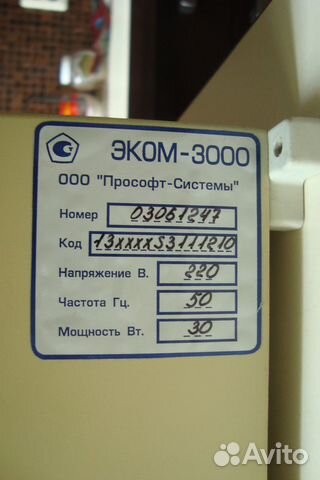 ЭКОМ-3000
ООО "Прософт-Системы"
Номер 03061247
Код 13xxxxS3111210
Напряжение В. 220
Частота Гц. 50
Мощность Вт. 30
Avito